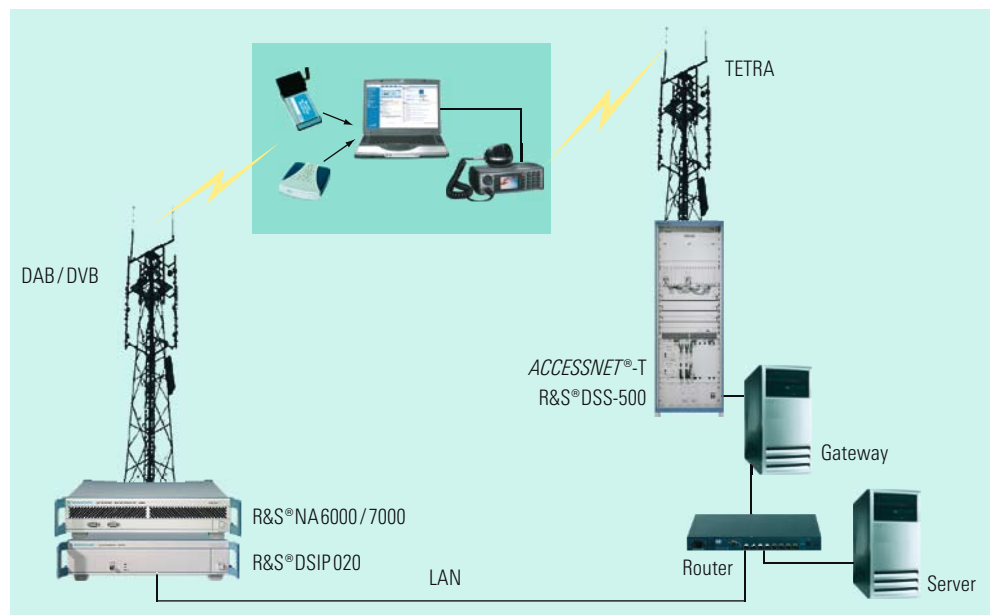 TETRA
DAB/DVB
ACCESSNET®-T
R&S®DSS-500
Gateway
R&S®NA6000/7000
R&S®DSIP020
Router
LAN
Server